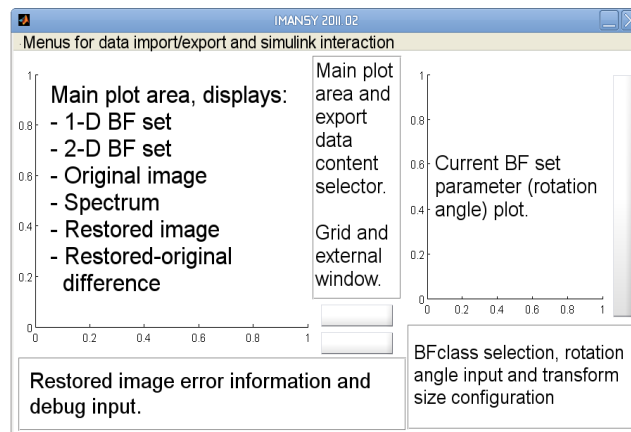 IMANSY 2011.02
Menus for data import/export and simulink interaction
1
0.8
0.6
0.4
0.2
0
0
0.2
0.4
0.6
0.8
1
Main plot area, displays:
- 1-D BF set
- 2-D BF set
- Original image
- Spectrum
- Restored image
- Restored-original
difference
Main plot
area and
export
data
content
selector.
Grid and
external
window.
1
0.8
0.6
0.4
0.2
0
0
0.2
0.4
0.6
0.8
1
Current BF set
parameter (rotation
angle) plot.
Restored image error information and
debug input.
BFclass selection, rotation
angle input and transform
size configuration